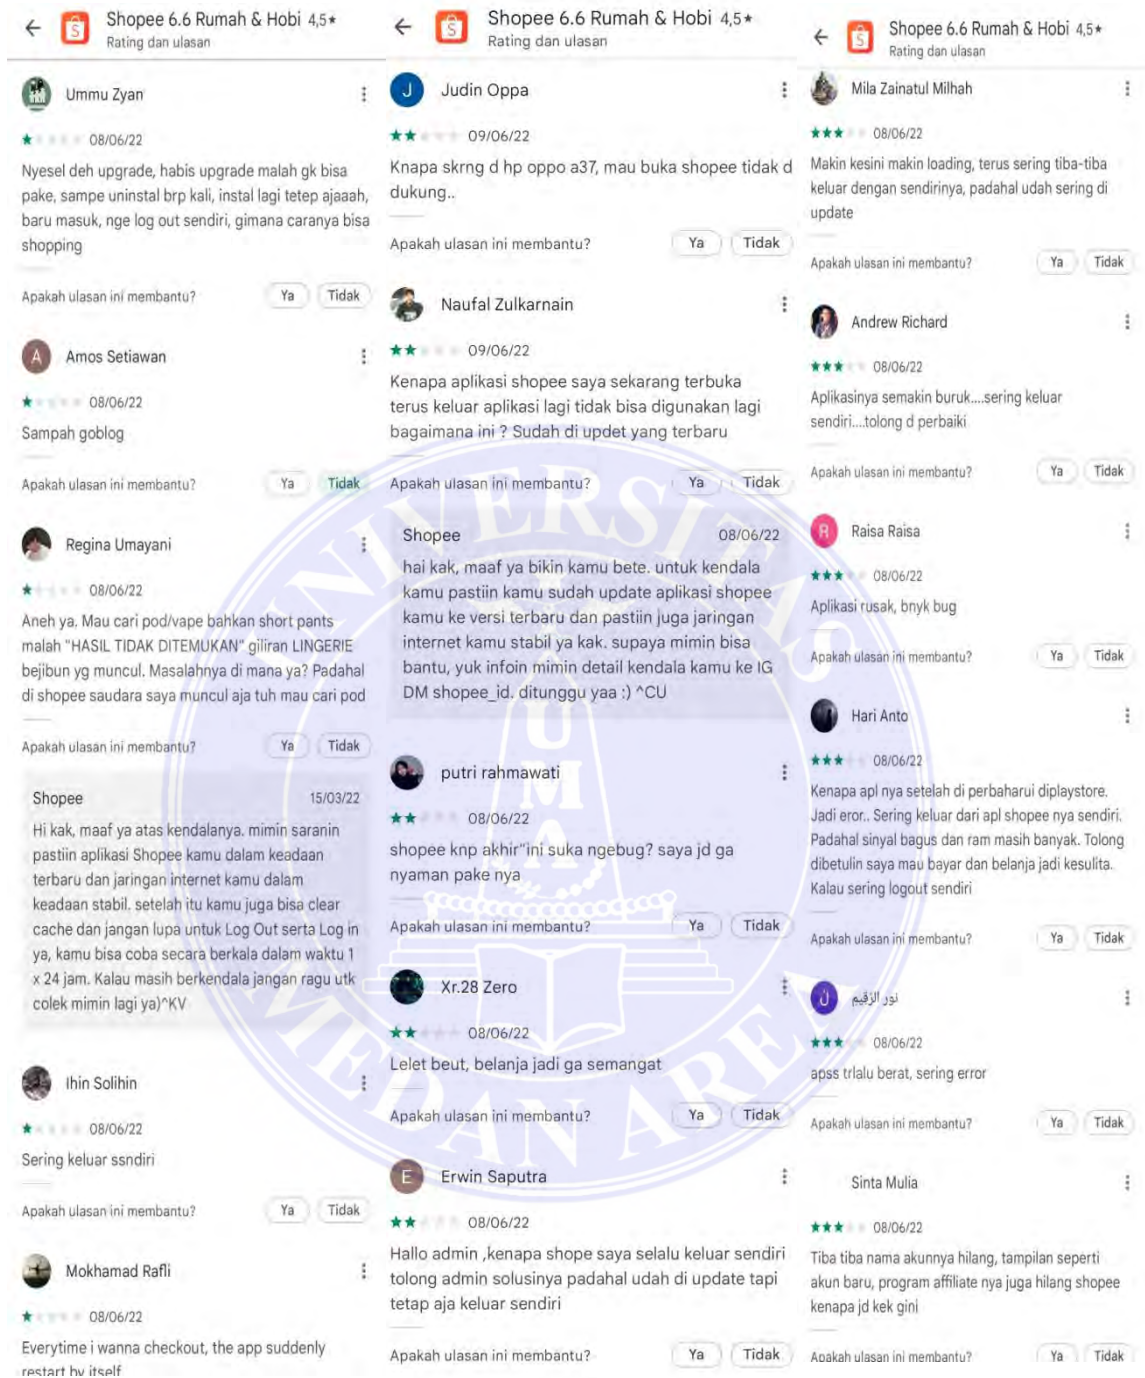 Shopee 6.6 Rumah & Hobi 4,5★
Rating dan ulasan
Ummu Zyan
08/06/22
Nyesel deh upgrade, habis upgrade malah gk bisa
pake, sampe uninstal brp kali, instal lagi tetep ajaaah,
baru masuk, nge log out sendiri, gimana caranya bisa
shopping
Apakah ulasan ini membantu? Ya Tidak
A Amos Setiawan
08/06/22
Sampah goblog
Apakah ulasan ini membantu? Ya Tidak
Regina Umayani
08/06/22
Aneh ya. Mau cari pod/vape bahkan short pants
malah "HASIL TIDAK DITEMUKAN" giliran LINGERIE
bejibun yg muncul. Masalahnya di mana ya? Padahal
di shopee saudara saya muncul aja tuh mau cari pod
Apakah ulasan ini membantu? Ya Tidak
Shopee 15/03/22
Hi kak, maaf ya atas kendalanya. mimin saranin
pastiin aplikasi Shopee kamu dalam keadaan
terbaru dan jaringan internet kamu dalam
keadaan stabil. setelah itu kamu juga bisa clear
cache dan jangan lupa untuk Log Out serta Log in
ya, kamu bisa coba secara berkala dalam waktu 1
x 24 jam. Kalau masih berkendala jangan ragu utk
colek mimin lagi ya)^KV
Ihin Solihin
08/06/22
Sering keluar ssndiri
Apakah ulasan ini membantu? Ya Tidak
Mokhamad Rafli
08/06/22
Everytime i wanna checkout, the app suddenly
restart by itself
Shopee 6.6 Rumah & Hobi 4,5★
Rating dan ulasan
J Judin Oppa
09/06/22
Knapa skrng d hp oppo a37, mau buka shopee tidak d
dukung..
Apakah ulasan ini membantu? Ya Tidak
Naufal Zulkarnain
09/06/22
Kenapa aplikasi shopee saya sekarang terbuka
terus keluar aplikasi lagi tidak bisa digunakan lagi
bagaimana ini ? Sudah di updet yang terbaru
Apakah ulasan ini membantu? Ya Tidak
Shopee 08/06/22
hai kak, maaf ya bikin kamu bete. untuk kendala
kamu pastiin kamu sudah update aplikasi shopee
kamu ke versi terbaru dan pastiin juga jaringan
internet kamu stabil ya kak. supaya mimin bisa
bantu, yuk infoin mimin detail kendala kamu ke IG
DM shopee_id. ditunggu yaa :) ^CU
putri rahmawati
08/06/22
shopee knp akhir"ini suka ngebug? saya jd ga
nyaman pake nya
Apakah ulasan ini membantu? Ya Tidak
Xr.28 Zero
08/06/22
Lelet beut, belanja jadi ga semangat
Apakah ulasan ini membantu? Ya Tidak
E Erwin Saputra
08/06/22
Hallo admin ,kenapa shope saya selalu keluar sendiri
tolong admin solusinya padahal udah di update tapi
tetap aja keluar sendiri
Apakah ulasan ini membantu? Ya Tidak
Shopee 6.6 Rumah & Hobi 4,5★
Rating dan ulasan
Mila Zainatul Milhah
08/06/22
Makin kesini makin loading, terus sering tiba-tiba
keluar dengan sendirinya, padahal udah sering di
update
Apakah ulasan ini membantu? Ya Tidak
Andrew Richard
08/06/22
Aplikasinya semakin buruk....sering keluar
sendiri....tolong d perbaiki
Apakah ulasan ini membantu? Ya Tidak
R Raisa Raisa
08/06/22
Aplikasi rusak, bnyk bug
Apakah ulasan ini membantu? Ya Tidak
Hari Anto
08/06/22
Kenapa apl nya setelah di perbaharui diplaystore.
Jadi eror.. Sering keluar dari apl shopee nya sendiri.
Padahal sinyal bagus dan ram masih banyak. Tolong
dibetulin saya mau bayar dan belanja jadi kesulita.
Kalau sering logout sendiri
Apakah ulasan ini membantu? Ya Tidak
ن نور الرَّقيم
08/06/22
apss trlalu berat, sering error
Apakah ulasan ini membantu? Ya Tidak
Sinta Mulia
08/06/22
Tiba tiba nama akunnya hilang, tampilan seperti
akun baru, program affiliate nya juga hilang shopee
kenapa jd kek gini
Apakah ulasan ini membantu? Ya Tidak
UNIVERSITAS MEDAN AREA
UMA